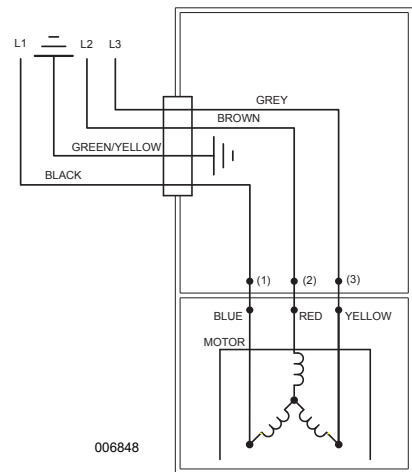 L1 L2 L3
GREY
BROWN
GREEN/YELLOW
BLACK
(1) (2) (3)
BLUE RED YELLOW
MOTOR
006848